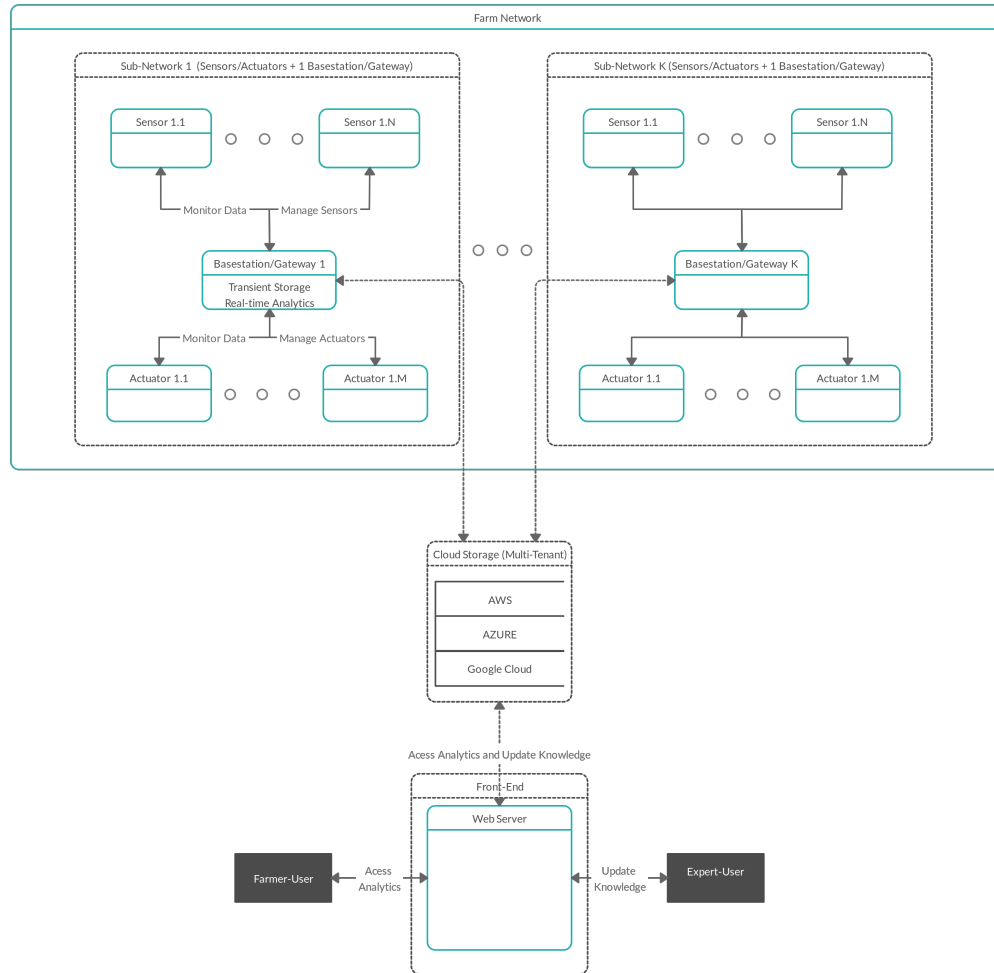 Farm Network
Sub-Network 1 (Sensors/Actuators + 1 Basestation/Gateway)
Sub-Network K (Sensors/Actuators + 1 Basestation/Gateway)
Sensor 1.1
Sensor 1.N
Sensor 1.1
Sensor 1.N
Monitor Data
Manage Sensors
Basestation/Gateway 1
Transient Storage
Real-time Analytics
Basestation/Gateway K
Monitor Data
Manage Actuators
Actuator 1.1
Actuator 1.M
Actuator 1.1
Actuator 1.M
Cloud Storage (Multi-Tenant)
AWS
AZURE
Google Cloud
Acess Analytics and Update Knowledge
Front-End
Web Server
Farmer-User
Acess
Analytics
Update
Knowledge
Expert-User